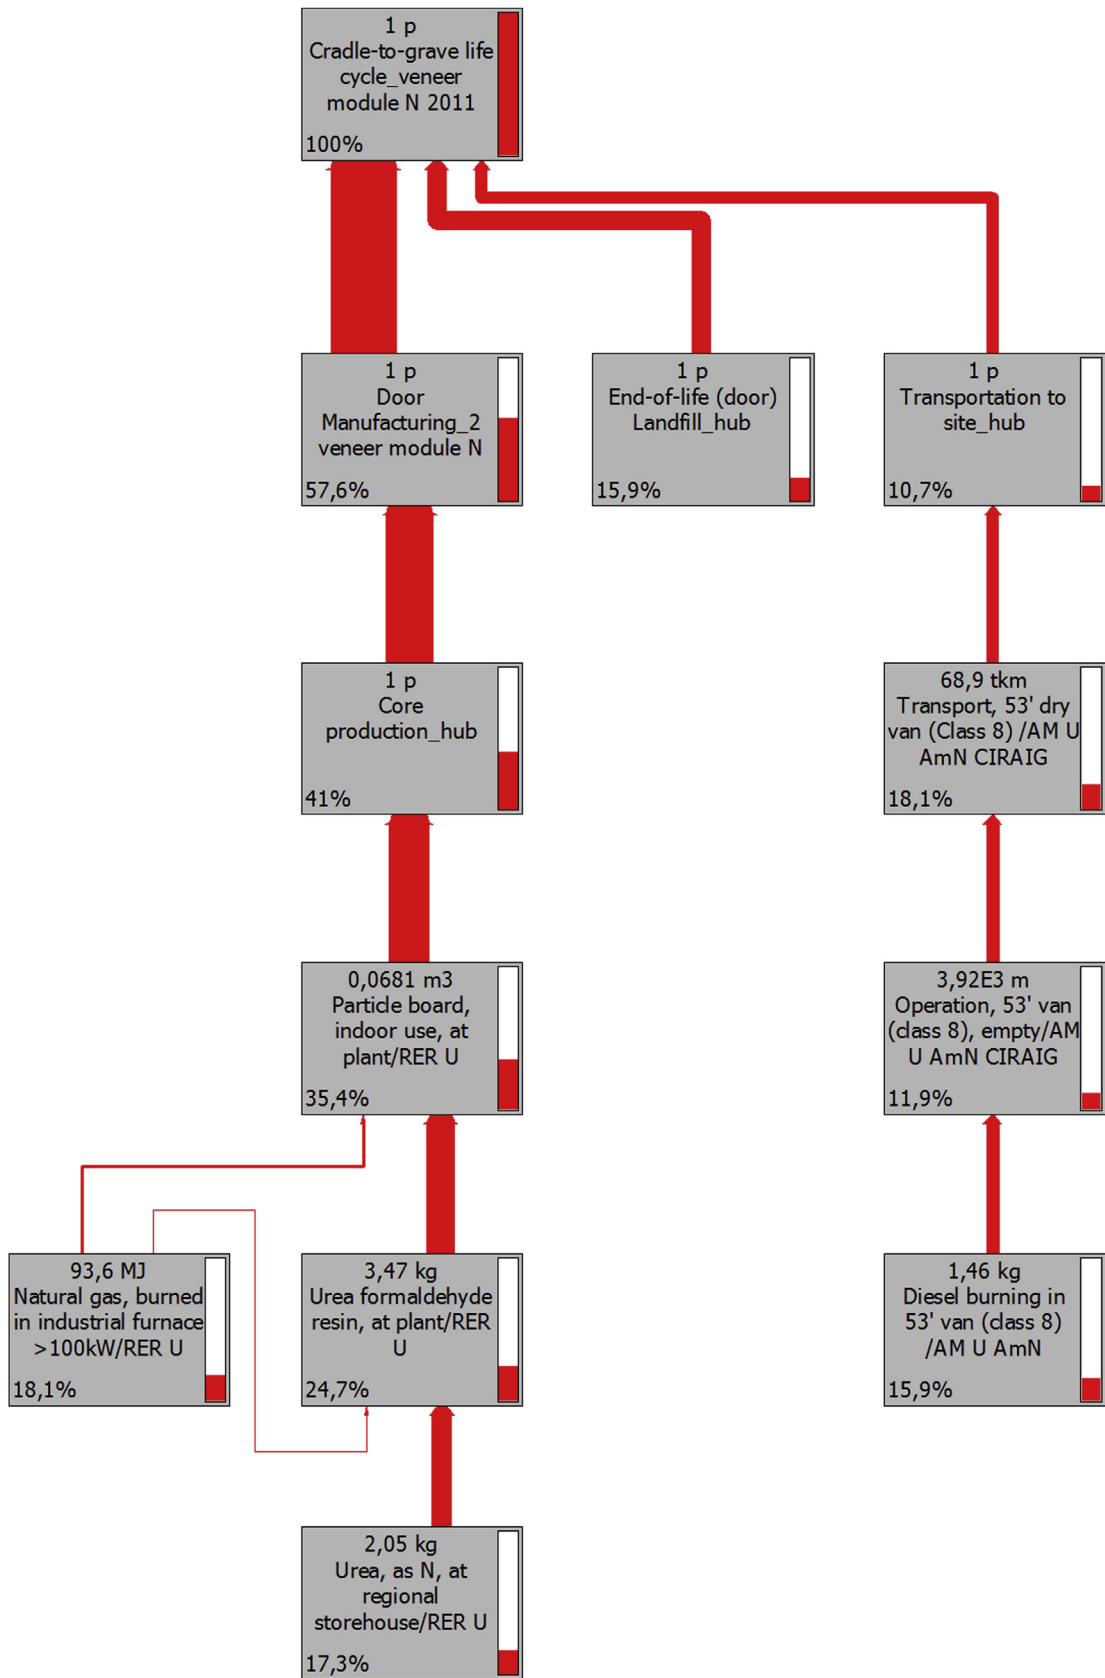 1 p
Cradle-to-grave life
cycle_veneer
module N 2011
100%
1 p
Door
Manufacturing_2
veneer module N
57,6%
1 p
End-of-life (door)
Landfill_hub
15,9%
1 p
Transportation to
site_hub
10,7%
1 p
Core
production_hub
41%
68,9 tkm
Transport, 53' dry
van (Class 8) /AM U
AmN CIRAIG
18,1%
0,0681 m3
Particle board,
indoor use, at
plant/RER U
35,4%
3,92E3 m
Operation, 53' van
(class 8), empty/AM
U AmN CIRAIG
11,9%
93,6 MJ
Natural gas, burned
in industrial furnace
>100kW/RER U
18,1%
3,47 kg
Urea formaldehyde
resin, at plant/RER
U
24,7%
1,46 kg
Diesel burning in
53' van (class 8)
/AM U AmN
15,9%
2,05 kg
Urea, as N, at
regional
storehouse/RER U
17,3%